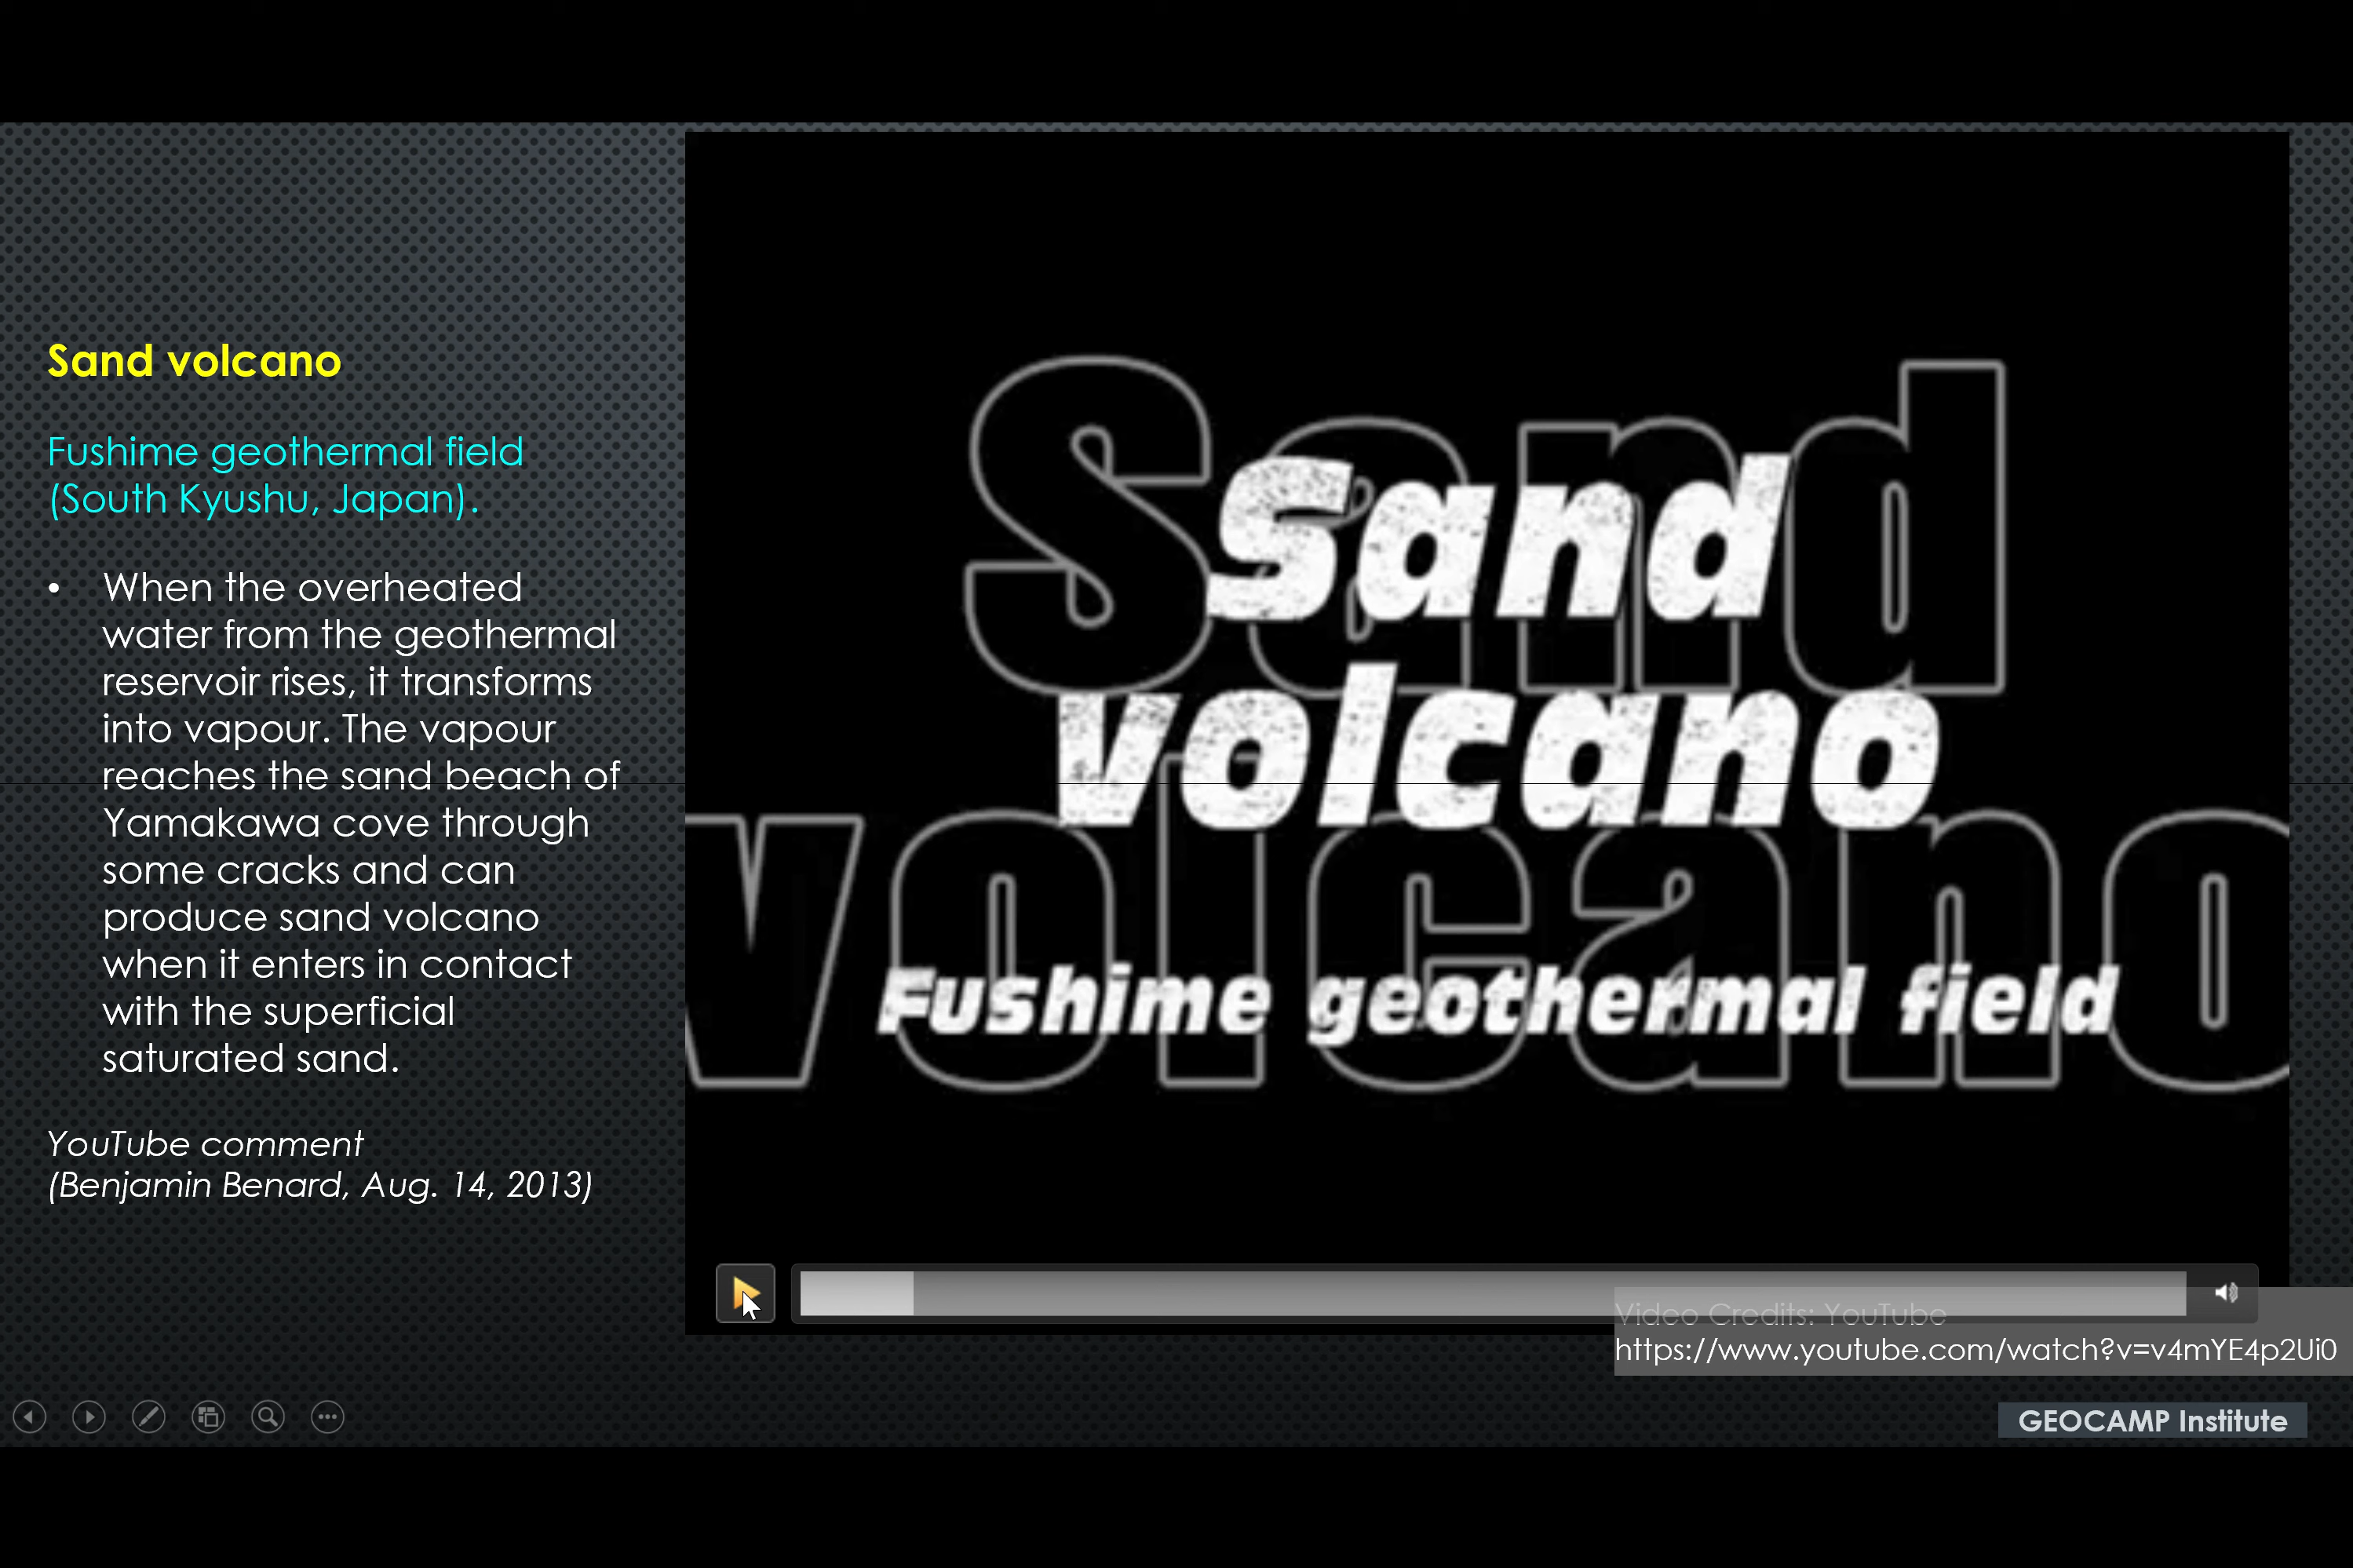 Sand volcano
Fushime geothermal field
(South Kyushu, Japan).
• When the overheated
water from the geothermal
reservoir rises, it transforms
into vapour. The vapour
reaches the sand beach of
Yamakawa cove through
some cracks and can
produce sand volcano
when it enters in contact
with the superficial
saturated sand.
YouTube comment
(Benjamin Benard, Aug. 14, 2013)
Sand
volcano
Sand
volcano
Fushime geothermal field
Video Credits: YouTube
https://www.youtube.com/watch?v=v4mYE4p2Ui0
GEOCAMP Institute